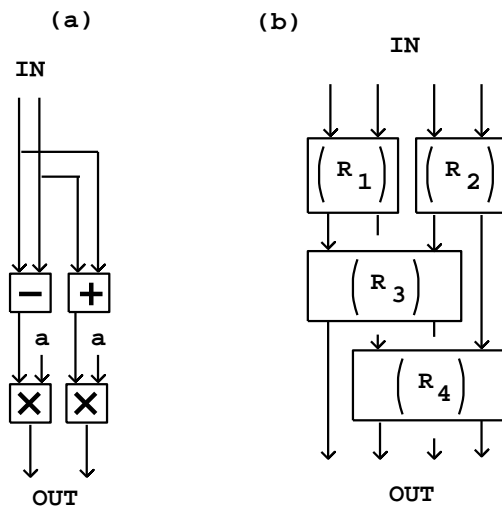 (a)
IN
− +
a a
× ×
OUT
(b)
IN
(R1) (R2)
(R3)
(R4)
OUT